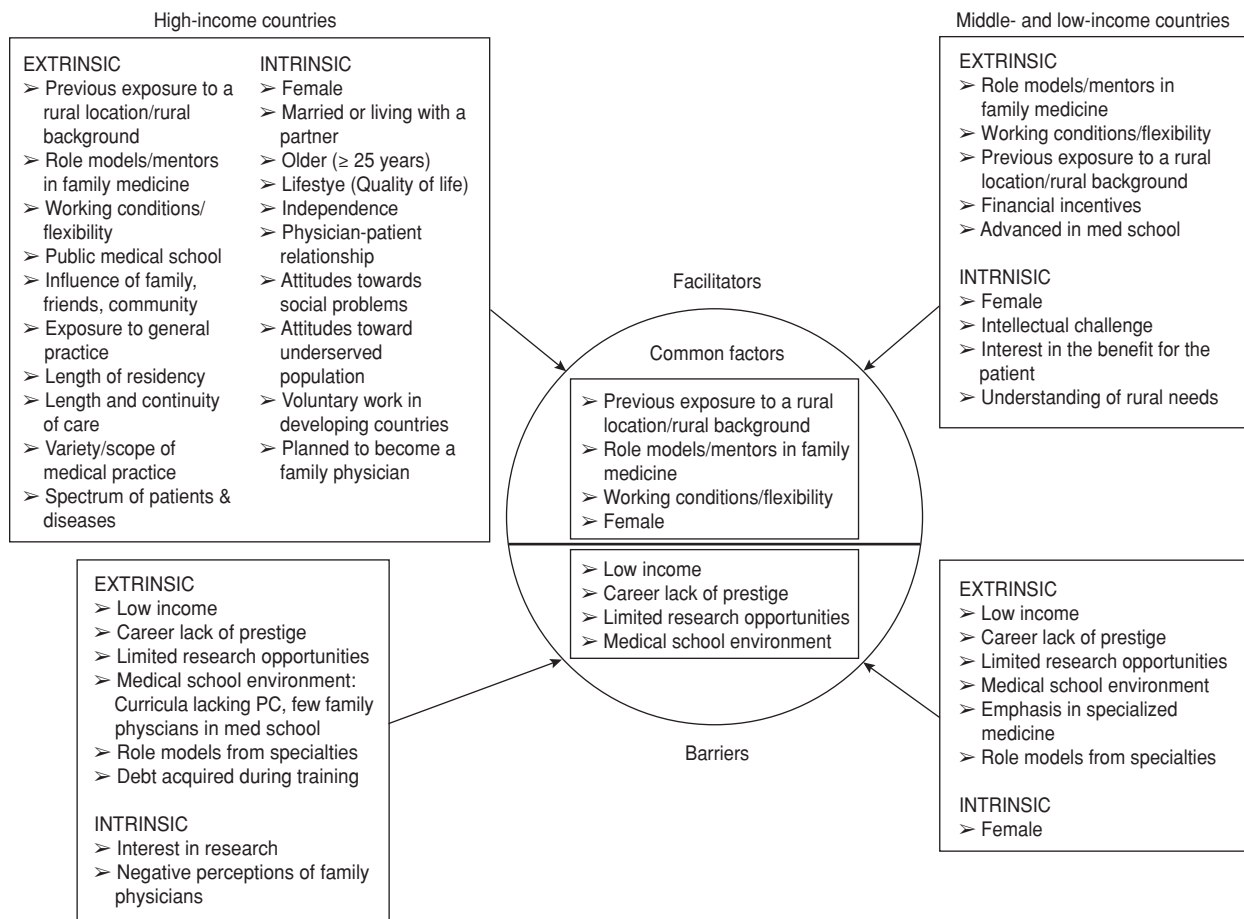 High-income countries
EXTRINSIC
➢ Previous exposure to a
rural location/rural
background
➢ Role models/mentors
in family medicine
➢ Working conditions/
flexibility
➢ Public medical school
➢ Influence of family,
friends, community
➢ Exposure to general
practice
➢ Length of residency
➢ Length and continuity
of care
➢ Variety/scope of
medical practice
➢ Spectrum of patients &
diseases
INTRINSIC
➢ Female
➢ Married or living with a
partner
➢ Older (≥ 25 years)
➢ Lifestye (Quality of life)
➢ Independence
➢ Physician-patient
relationship
➢ Attitudes towards
social problems
➢ Attitudes toward
underserved
population
➢ Voluntary work in
developing countries
➢ Planned to become a
family physician
Middle- and low-income countries
EXTRINSIC
➢ Role models/mentors in
family medicine
➢ Working conditions/flexibility
➢ Previous exposure to a rural
location/rural background
➢ Financial incentives
➢ Advanced in med school
INTRNISIC
➢ Female
➢ Intellectual challenge
➢ Interest in the benefit for the
patient
➢ Understanding of rural needs
Facilitators
Common factors
➢ Previous exposure to a rural
location/rural background
➢ Role models/mentors in family
medicine
➢ Working conditions/flexibility
➢ Female
➢ Low income
➢ Career lack of prestige
➢ Limited research opportunities
➢ Medical school environment
Barriers
EXTRINSIC
➢ Low income
➢ Career lack of prestige
➢ Limited research opportunities
➢ Medical school environment:
Curricula lacking PC, few family
physcians in med school
➢ Role models from specialties
➢ Debt acquired during training
INTRINSIC
➢ Interest in research
➢ Negative perceptions of family
physicians
EXTRINSIC
➢ Low income
➢ Career lack of prestige
➢ Limited research opportunities
➢ Medical school environment
➢ Emphasis in specialized
medicine
➢ Role models from specialties
INTRINSIC
➢ Female